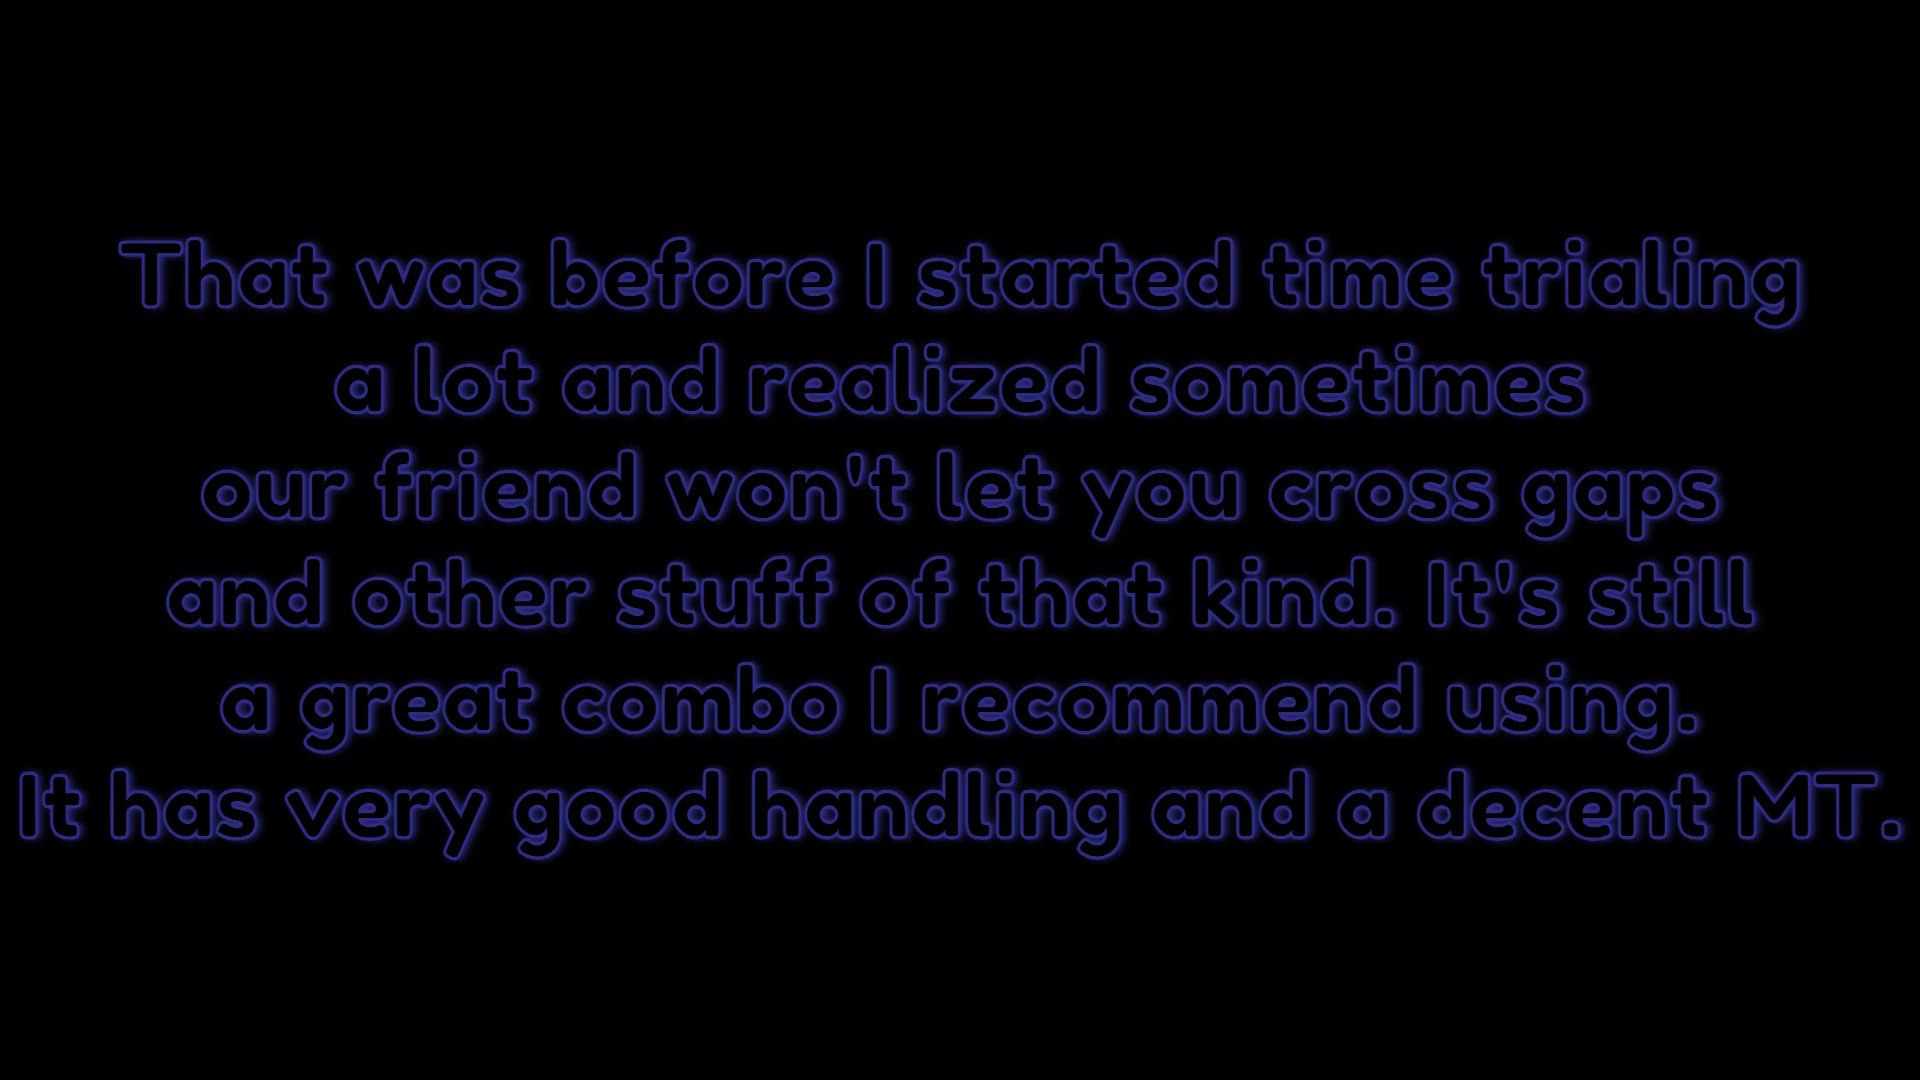 That was before I started time trialing
a lot and realized sometimes
our friend won't let you cross gaps
and other stuff of that kind. It's still
a great combo I recommend using.
It has very good handling and a decent MT.